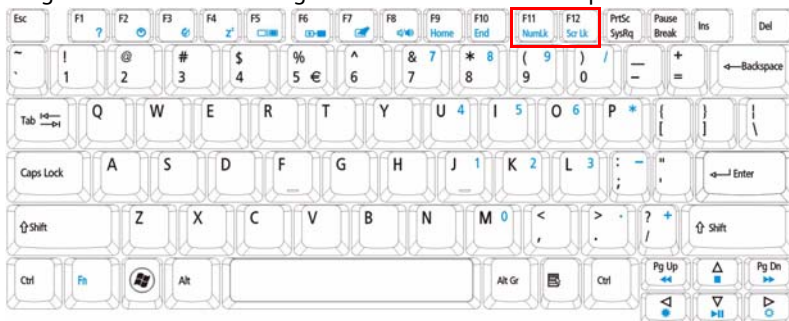 Esc F1 ? F2 F3 F4 Zz F5 F6 F7 F8 F9 Home F10 End F11 NumLk F12 Scr Lk PrtSc SysRq Pause Break Ins Del
~ ` ! 1 @ 2 # 3 $ 4 % 5 € ^ 6 & 7 7 * 8 8 ( 9 9 ) / 0 — – + = Backspace
Tab Q W E R T Y U 4 I 5 O 6 P * { [ } ] | \
Caps Lock A S D F G H J 1 K 2 L 3 : - ; " ' Enter
Shift Z X C V B N M 0 < , > . . ? + / Shift
Ctrl Fn Alt Alt Gr Ctrl Pg Up Pg Dn